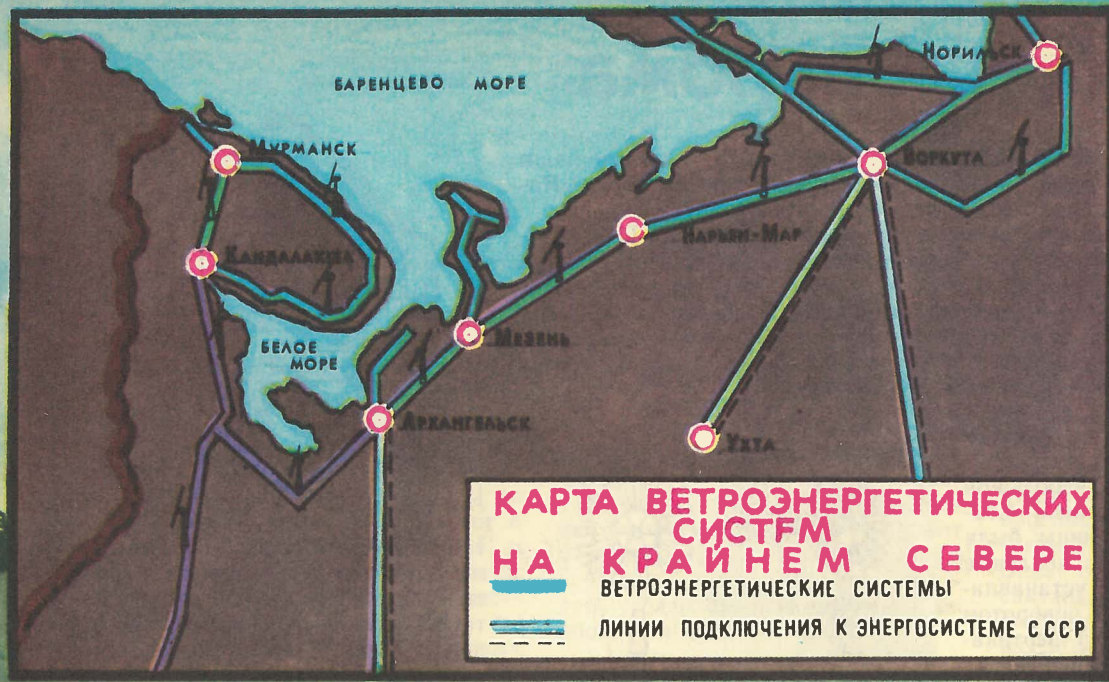 БАРЕНЦЕВО МОРЕ
НОРИЛЬСК
МУРМАНСК
ВОРКУТА
КАНДАЛАКША
НАРЬЯН-МАР
МЕЗЕНЬ
БЕЛОЕ
МОРЕ
АРХАНГЕЛЬСК
УХТА
КАРТА ВЕТРОЭНЕРГЕТИЧЕСКИХ
СИСТЕМ
НА КРАЙНЕМ СЕВЕРЕ
ВЕТРОЭНЕРГЕТИЧЕСКИЕ СИСТЕМЫ
ЛИНИИ ПОДКЛЮЧЕНИЯ К ЭНЕРГОСИСТЕМЕ СССР